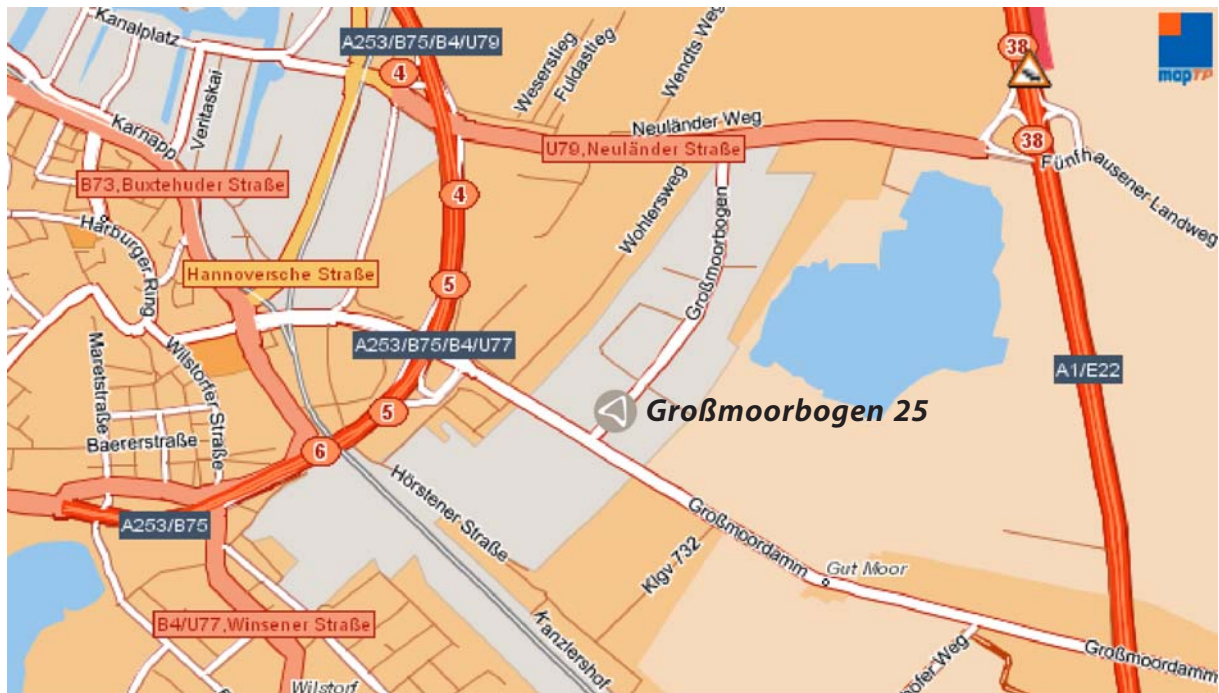 Kanalplatz
A253/B75/B4/U79
4
Weserstieg
Fuldastieg
Wendts Weg
38
mapTP
Veritaskai
Karnapp
Neuländer Weg
U79,Neuländer Straße
38
Fünfhausener-Landweg
B73,Buxtehuder Straße
4
Wohlersweg
Großmoorbogen
Harburger Ring
Hannoversche Straße
5
A253/B75/B4/U77
A1/E22
Maretstraße
Wilstorfer Straße
5
Großmoorbogen 25
Baererstraße
6
Hörstener Straße
A253/B75
Großmoordamm
Klgv 732
Gut Moor
B4/U77,Winsener Straße
Kanzlershof
Großmoordamm
Wilstorf